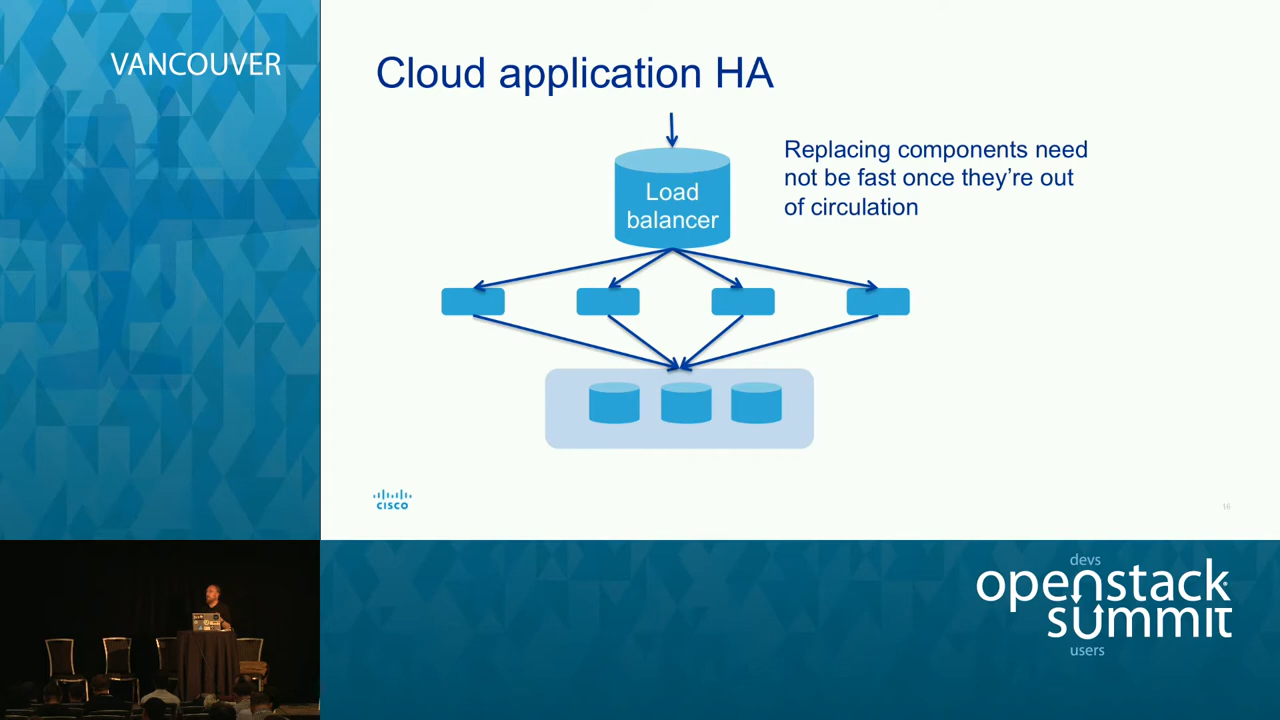 VANCOUVER
Cloud application HA
Replacing components need
not be fast once they're out
of circulation
Load
balancer
CISCO
16
devs
openstack
summit
users